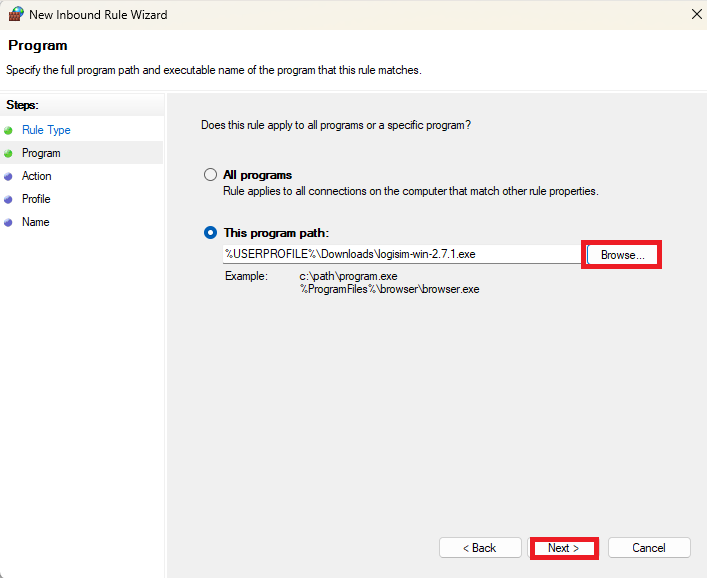 New Inbound Rule Wizard
Program
Specify the full program path and executable name of the program that this rule matches.
Steps:
Rule Type
Program
Action
Profile
Name
Does this rule apply to all programs or a specific program?
All programs
Rule applies to all connections on the computer that match other rule properties.
This program path:
%USERPROFILE%\Downloads\logisim-win-2.7.1.exe
Browse...
Example:
c:\path\program.exe
%ProgramFiles%\browser\browser.exe
< Back
Next >
Cancel